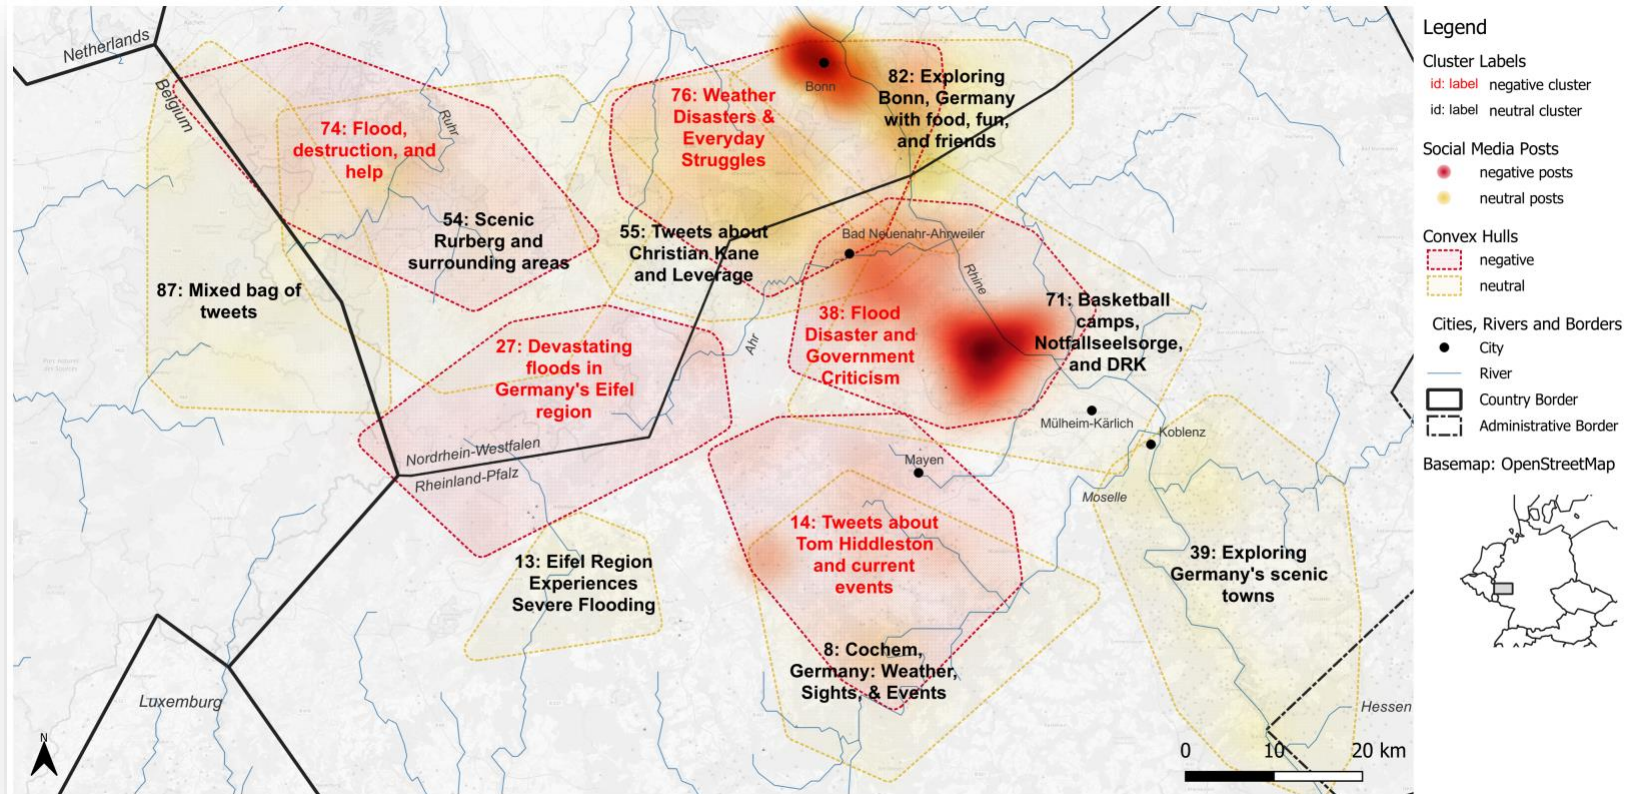 Netherlands
Belgium
Ruhr
74: Flood,
destruction, and
help
76: Weather
Disasters &
Everyday
Struggles
Bonn
82: Exploring
Bonn, Germany
with food, fun,
and friends
54: Scenic
Rurberg and
surrounding areas
55: Tweets about
Christian Kane
and Leverage
Bad Neuenahr-Ahrweiler
87: Mixed bag of
tweets
Rhine
Ahr
38: Flood
Disaster and
Government
Criticism
71: Basketball
camps,
Notfallseelsorge,
and DRK
27: Devastating
floods in
Germany's Eifel
region
Mülheim-Kärlich
Koblenz
Nordrhein-Westfalen
Rheinland-Pfalz
Mayen
Moselle
14: Tweets about
Tom Hiddleston
and current
events
13: Eifel Region
Experiences
Severe Flooding
39: Exploring
Germany's scenic
towns
8: Cochem,
Germany: Weather,
Sights, & Events
Luxemburg
Hessen
N
0 10 20 km
Legend
Cluster Labels
id: label negative cluster
id: label neutral cluster
Social Media Posts
negative posts
neutral posts
Convex Hulls
negative
neutral
Cities, Rivers and Borders
City
River
Country Border
Administrative Border
Basemap: OpenStreetMap